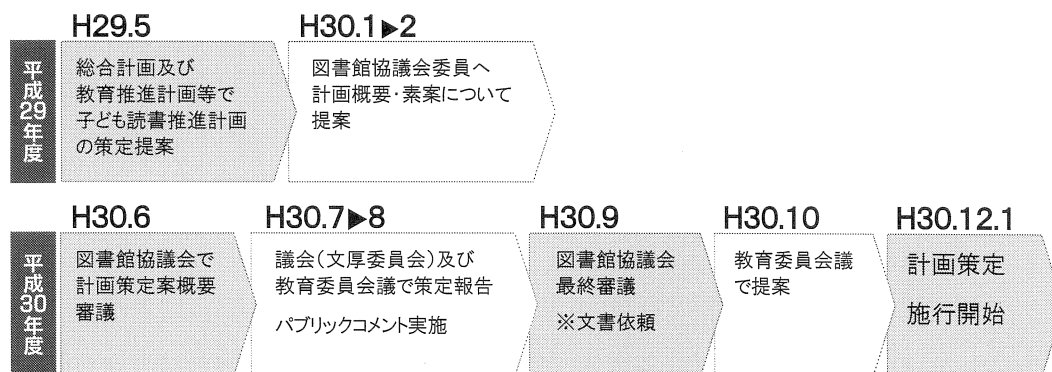 H29.5
H30.1▶2
平成29年度
総合計画及び
教育推進計画等で
子ども読書推進計画
の策定提案
図書館協議会委員へ
計画概要・素案について
提案
H30.6
H30.7▶8
H30.9
H30.10
H30.12.1
平成30年度
図書館協議会で
計画策定案概要
審議
議会(文厚委員会)及び
教育委員会議で策定報告
パブリックコメント実施
図書館協議会
最終審議
※文書依頼
教育委員会議
で提案
計画策定
施行開始